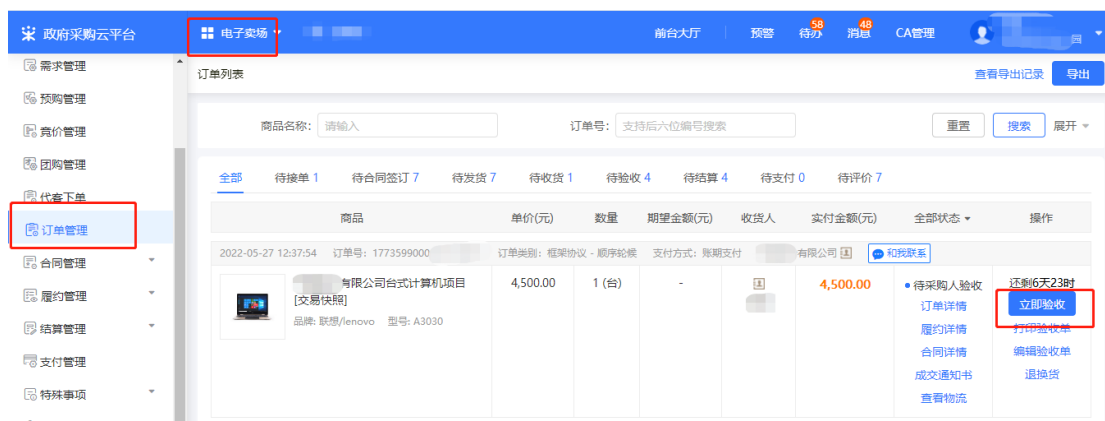 政府采购云平台
电子卖场
前台大厅
预警
待办
58
消息
48
CA管理
园
需求管理
预购管理
竞价管理
团购管理
代客下单
订单管理
合同管理
履约管理
结算管理
支付管理
特殊事项
订单列表
查看导出记录
导出
商品名称: 请输入
订单号: 支持后六位编号搜索
重置
搜索
展开
全部 待接单 1 待合同签订 7 待发货 7 待收货 1 待验收 4 待结算 4 待支付 0 待评价 7
商品 单价(元) 数量 期望金额(元) 收货人 实付金额(元) 全部状态 操作
2022-05-27 12:37:54 订单号: 1773599000 订单类别: 框架协议 - 顺序轮候 支付方式: 账期支付 有限公司 和我联系
有限公司台式计算机项目
[交易快照]
品牌: 联想/lenovo 型号: A3030
4,500.00
1 (台)
-
4,500.00
待采购人验收
订单详情
履约详情
合同详情
成交通知书
查看物流
还剩6天23时
立即验收
打印验收单
编辑验收单
退换货